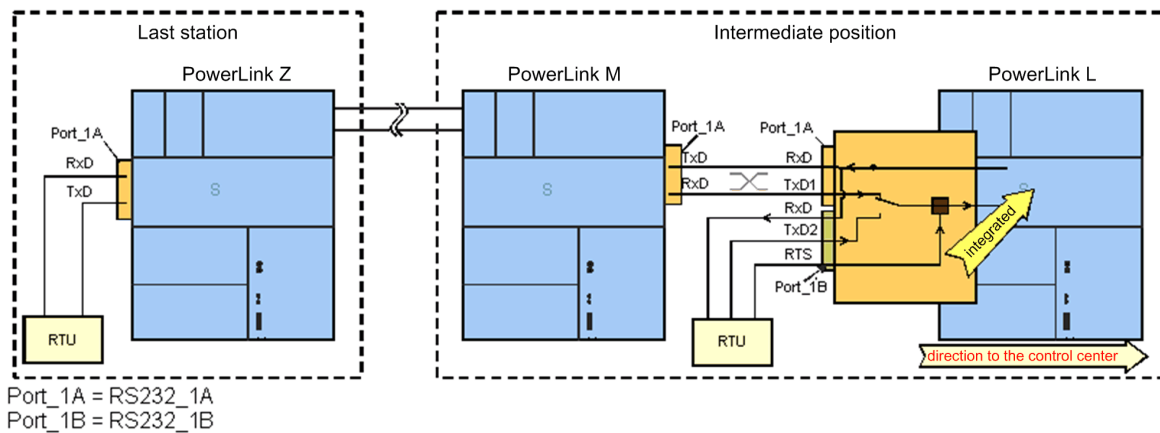 Last station
Intermediate position
PowerLink Z
PowerLink M
PowerLink L
Port_1A
RxD
TxD
S
RTU
S
Port_1A
TxD
RxD
Port_1A
RxD
TxD1
RxD
TxD2
RTS
Port_1B
RTU
S
integrated
direction to the control center
Port_1A = RS232_1A
Port_1B = RS232_1B